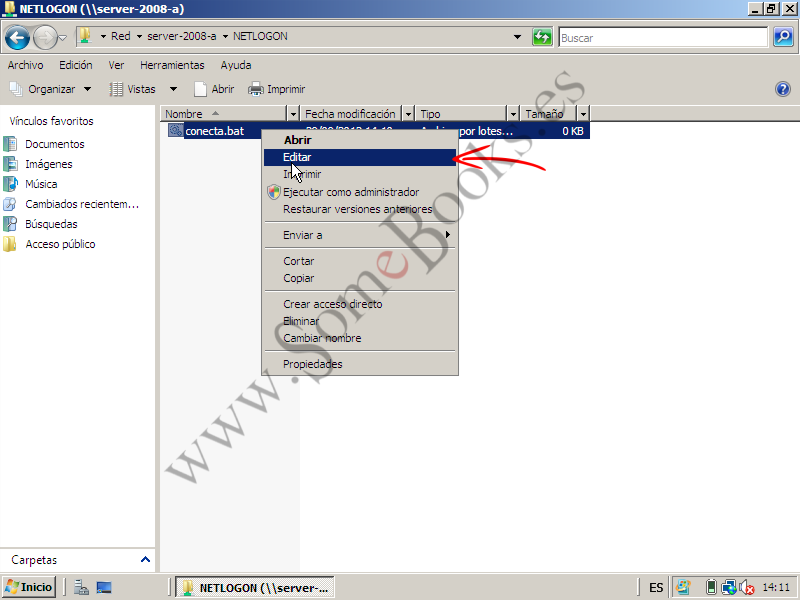 NETLOGON (\\server-2008-a)
Red server-2008-a NETLOGON
Buscar
Archivo Edición Ver Herramientas Ayuda
Organizar Vistas Abrir Imprimir
Vínculos favoritos
Documentos
Imágenes
Música
Cambiados recientem...
Búsquedas
Acceso público
Carpetas
Nombre Fecha modificación Tipo Tamaño
conecta.bat por lotes... 0 KB
Abrir
Editar
Imprimir
Ejecutar como administrador
Restaurar versiones anteriores
Enviar a
Cortar
Copiar
Crear acceso directo
Eliminar
Cambiar nombre
Propiedades
www.SomeBooks.es
Inicio NETLOGON (\\server-... ES 14:11